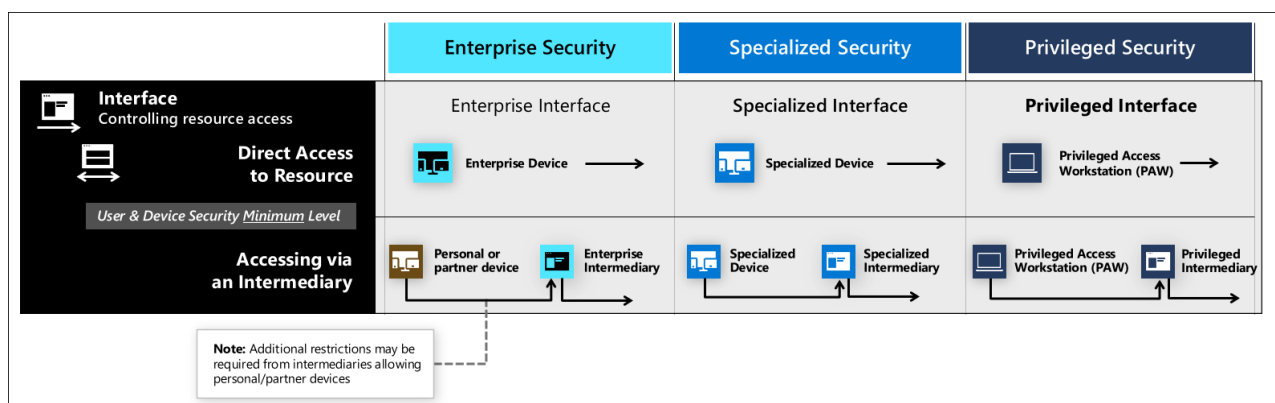 Enterprise Security
Specialized Security
Privileged Security
Interface
Controlling resource access
Enterprise Interface
Specialized Interface
Privileged Interface
Direct Access
to Resource
Enterprise Device
Specialized Device
Privileged Access
Workstation (PAW)
User & Device Security Minimum Level
Accessing via
an Intermediary
Personal or
partner device
Enterprise
Intermediary
Specialized
Device
Specialized
Intermediary
Privileged Access
Workstation (PAW)
Privileged
Intermediary
Note: Additional restrictions may be
required from intermediaries allowing
personal/partner devices